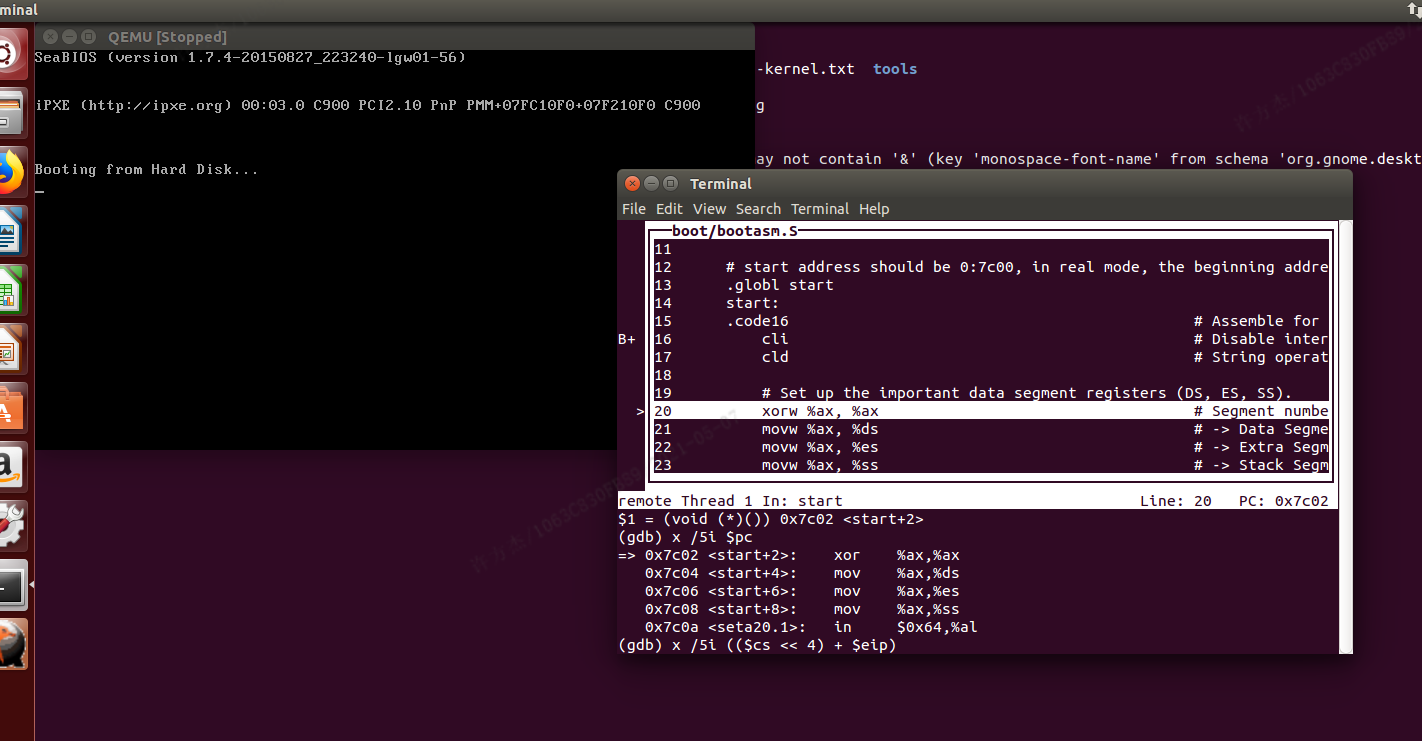 minal
QEMU [Stopped]
SeaBIOS (version 1.7.4-20150827_223240-lgw01-56)
iPXE (http://ipxe.org) 00:03.0 C900 PCI2.10 PnP PMM+07FC10F0+07F210F0 C900
Booting from Hard Disk...
-kernel.txt  tools
g
ay not contain '&' (key 'monospace-font-name' from schema 'org.gnome.deskt
Terminal
File Edit View Search Terminal Help
boot/bootasm.S
11
12 # start address should be 0:7c00, in real mode, the beginning addre
13 .globl start
14 start:
15 .code16 # Assemble for
B+ 16 cli # Disable inter
17 cld # String operat
18
19 # Set up the important data segment registers (DS, ES, SS).
> 20 xorw %ax, %ax # Segment numbe
21 movw %ax, %ds # -> Data Segme
22 movw %ax, %es # -> Extra Segm
23 movw %ax, %ss # -> Stack Segm
remote Thread 1 In: start Line: 20 PC: 0x7c02
$1 = (void (*)()) 0x7c02 <start+2>
(gdb) x /5i $pc
=> 0x7c02 <start+2>: xor %ax,%ax
0x7c04 <start+4>: mov %ax,%ds
0x7c06 <start+6>: mov %ax,%es
0x7c08 <start+8>: mov %ax,%ss
0x7c0a <seta20.1>: in $0x64,%al
(gdb) x /5i (($cs << 4) + $eip)